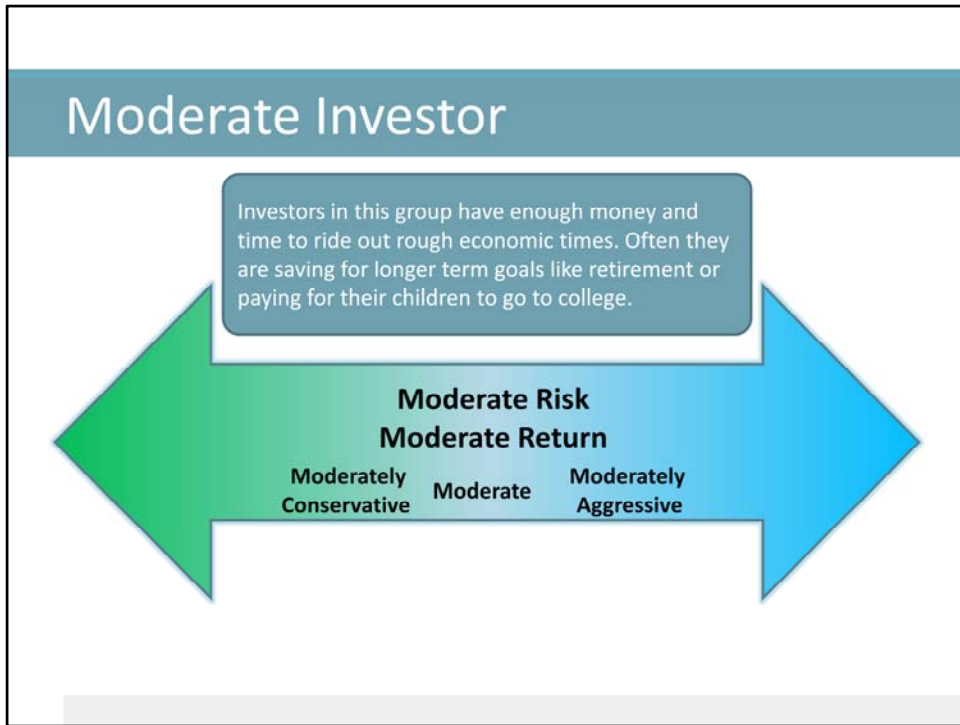 Moderate Investor
Investors in this group have enough money and
time to ride out rough economic times. Often they
are saving for longer term goals like retirement or
paying for their children to go to college.
Moderate Risk
Moderate Return
Moderately
Conservative
Moderate
Moderately
Aggressive